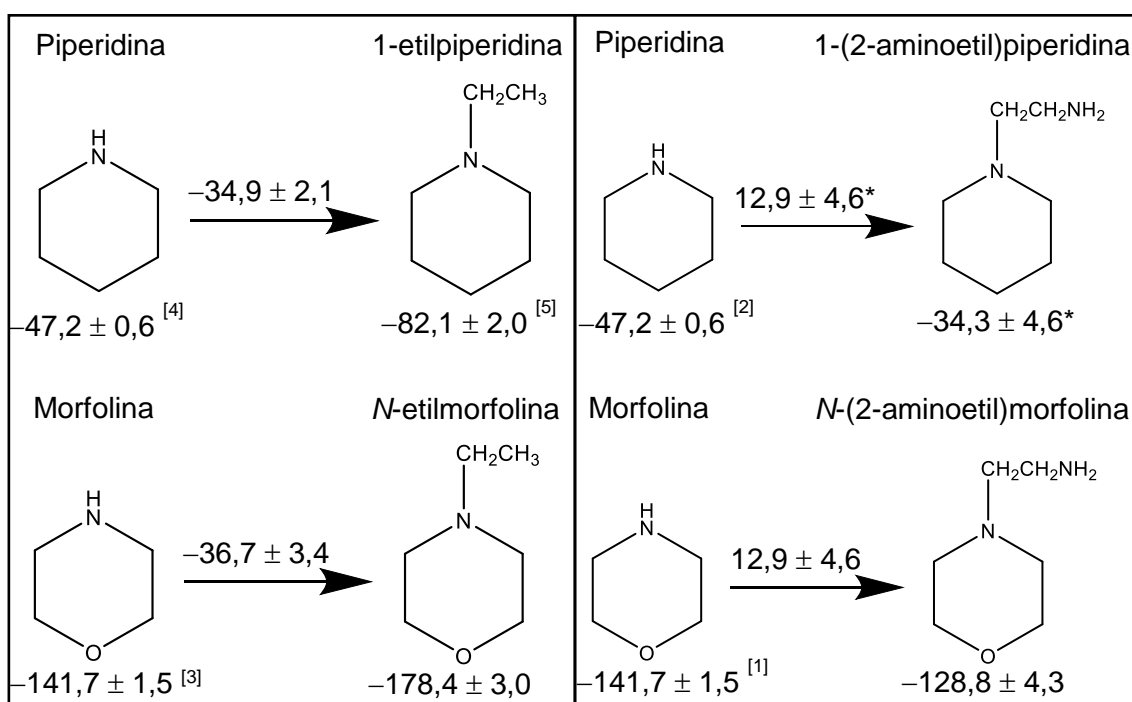 Piperidina 1-etilpiperidina
CH₂CH₃
H
N
N
−34,9 ± 2,1
−47,2 ± 0,6 [4]
−82,1 ± 2,0 [5]
Piperidina 1-(2-aminoetil)piperidina
CH₂CH₂NH₂
H
N
N
12,9 ± 4,6*
−47,2 ± 0,6 [2]
−34,3 ± 4,6*
Morfolina N-etilmorfolina
CH₂CH₃
H
N
N
−36,7 ± 3,4
O
O
−141,7 ± 1,5 [3]
−178,4 ± 3,0
Morfolina N-(2-aminoetil)morfolina
CH₂CH₂NH₂
H
N
N
12,9 ± 4,6
O
O
−141,7 ± 1,5 [1]
−128,8 ± 4,3